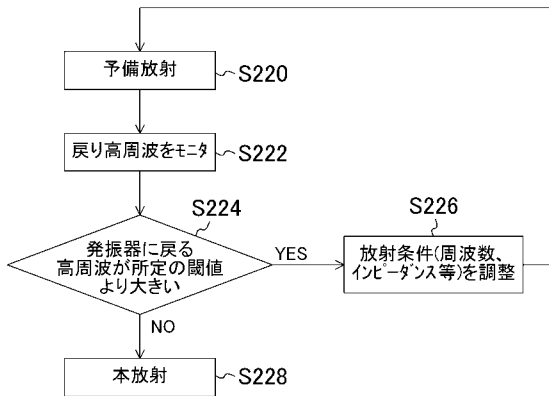 予備放射
S220
戻り高周波をモニタ
S222
S224
発振器に戻る
高周波が所定の閾値
より大きい
YES
S226
放射条件(周波数、
インピーダンス等)を調整
NO
本放射
S228